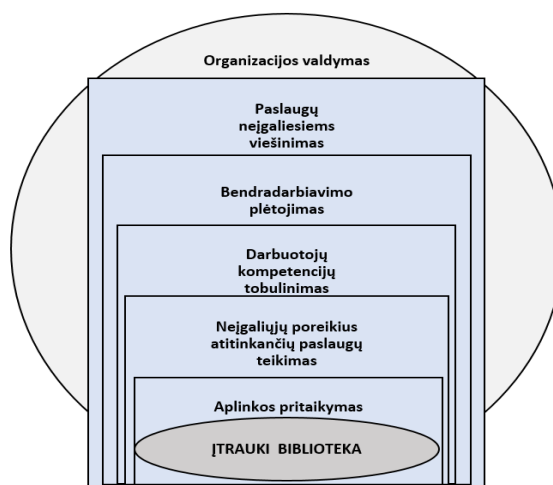 Organizacijos valdymas
Paslaugų
neįgaliesiems
viešinimas
Bendradarbiavimo
plėtojimas
Darbuotojų
kompetencijų
tobulinimas
Neįgaliųjų poreikius
atitinkančių paslaugų
teikimas
Aplinkos pritaikymas
ĮTRAUKI BIBLIOTEKA